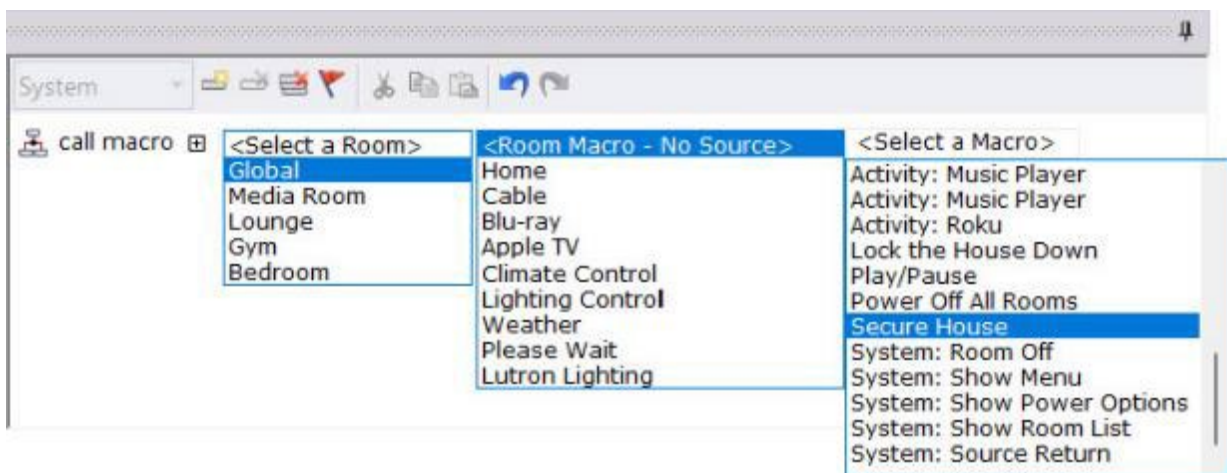 System
call macro
<Select a Room>
Global
Media Room
Lounge
Gym
Bedroom
<Room Macro - No Source>
Home
Cable
Blu-ray
Apple TV
Climate Control
Lighting Control
Weather
Please Wait
Lutron Lighting
<Select a Macro>
Activity: Music Player
Activity: Music Player
Activity: Roku
Lock the House Down
Play/Pause
Power Off All Rooms
Secure House
System: Room Off
System: Show Menu
System: Show Power Options
System: Show Room List
System: Source Return